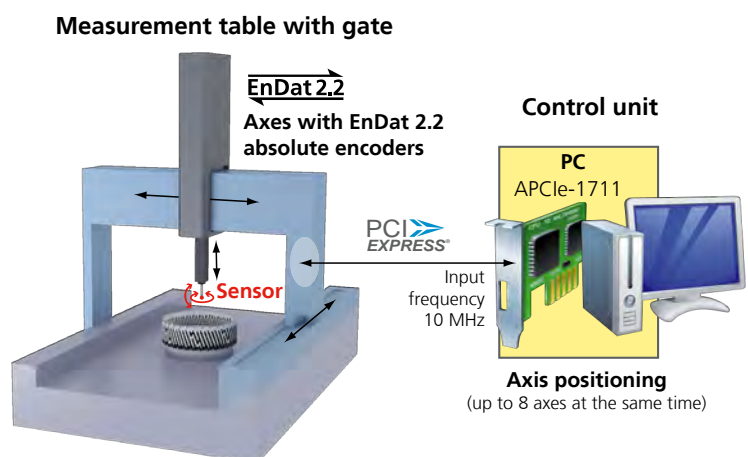 Measurement table with gate
EnDat 2.2
Axes with EnDat 2.2
absolute encoders
Sensor
PCI
EXPRESS®
Input
frequency
10 MHz
Control unit
PC
APCIe-1711
Axis positioning
(up to 8 axes at the same time)